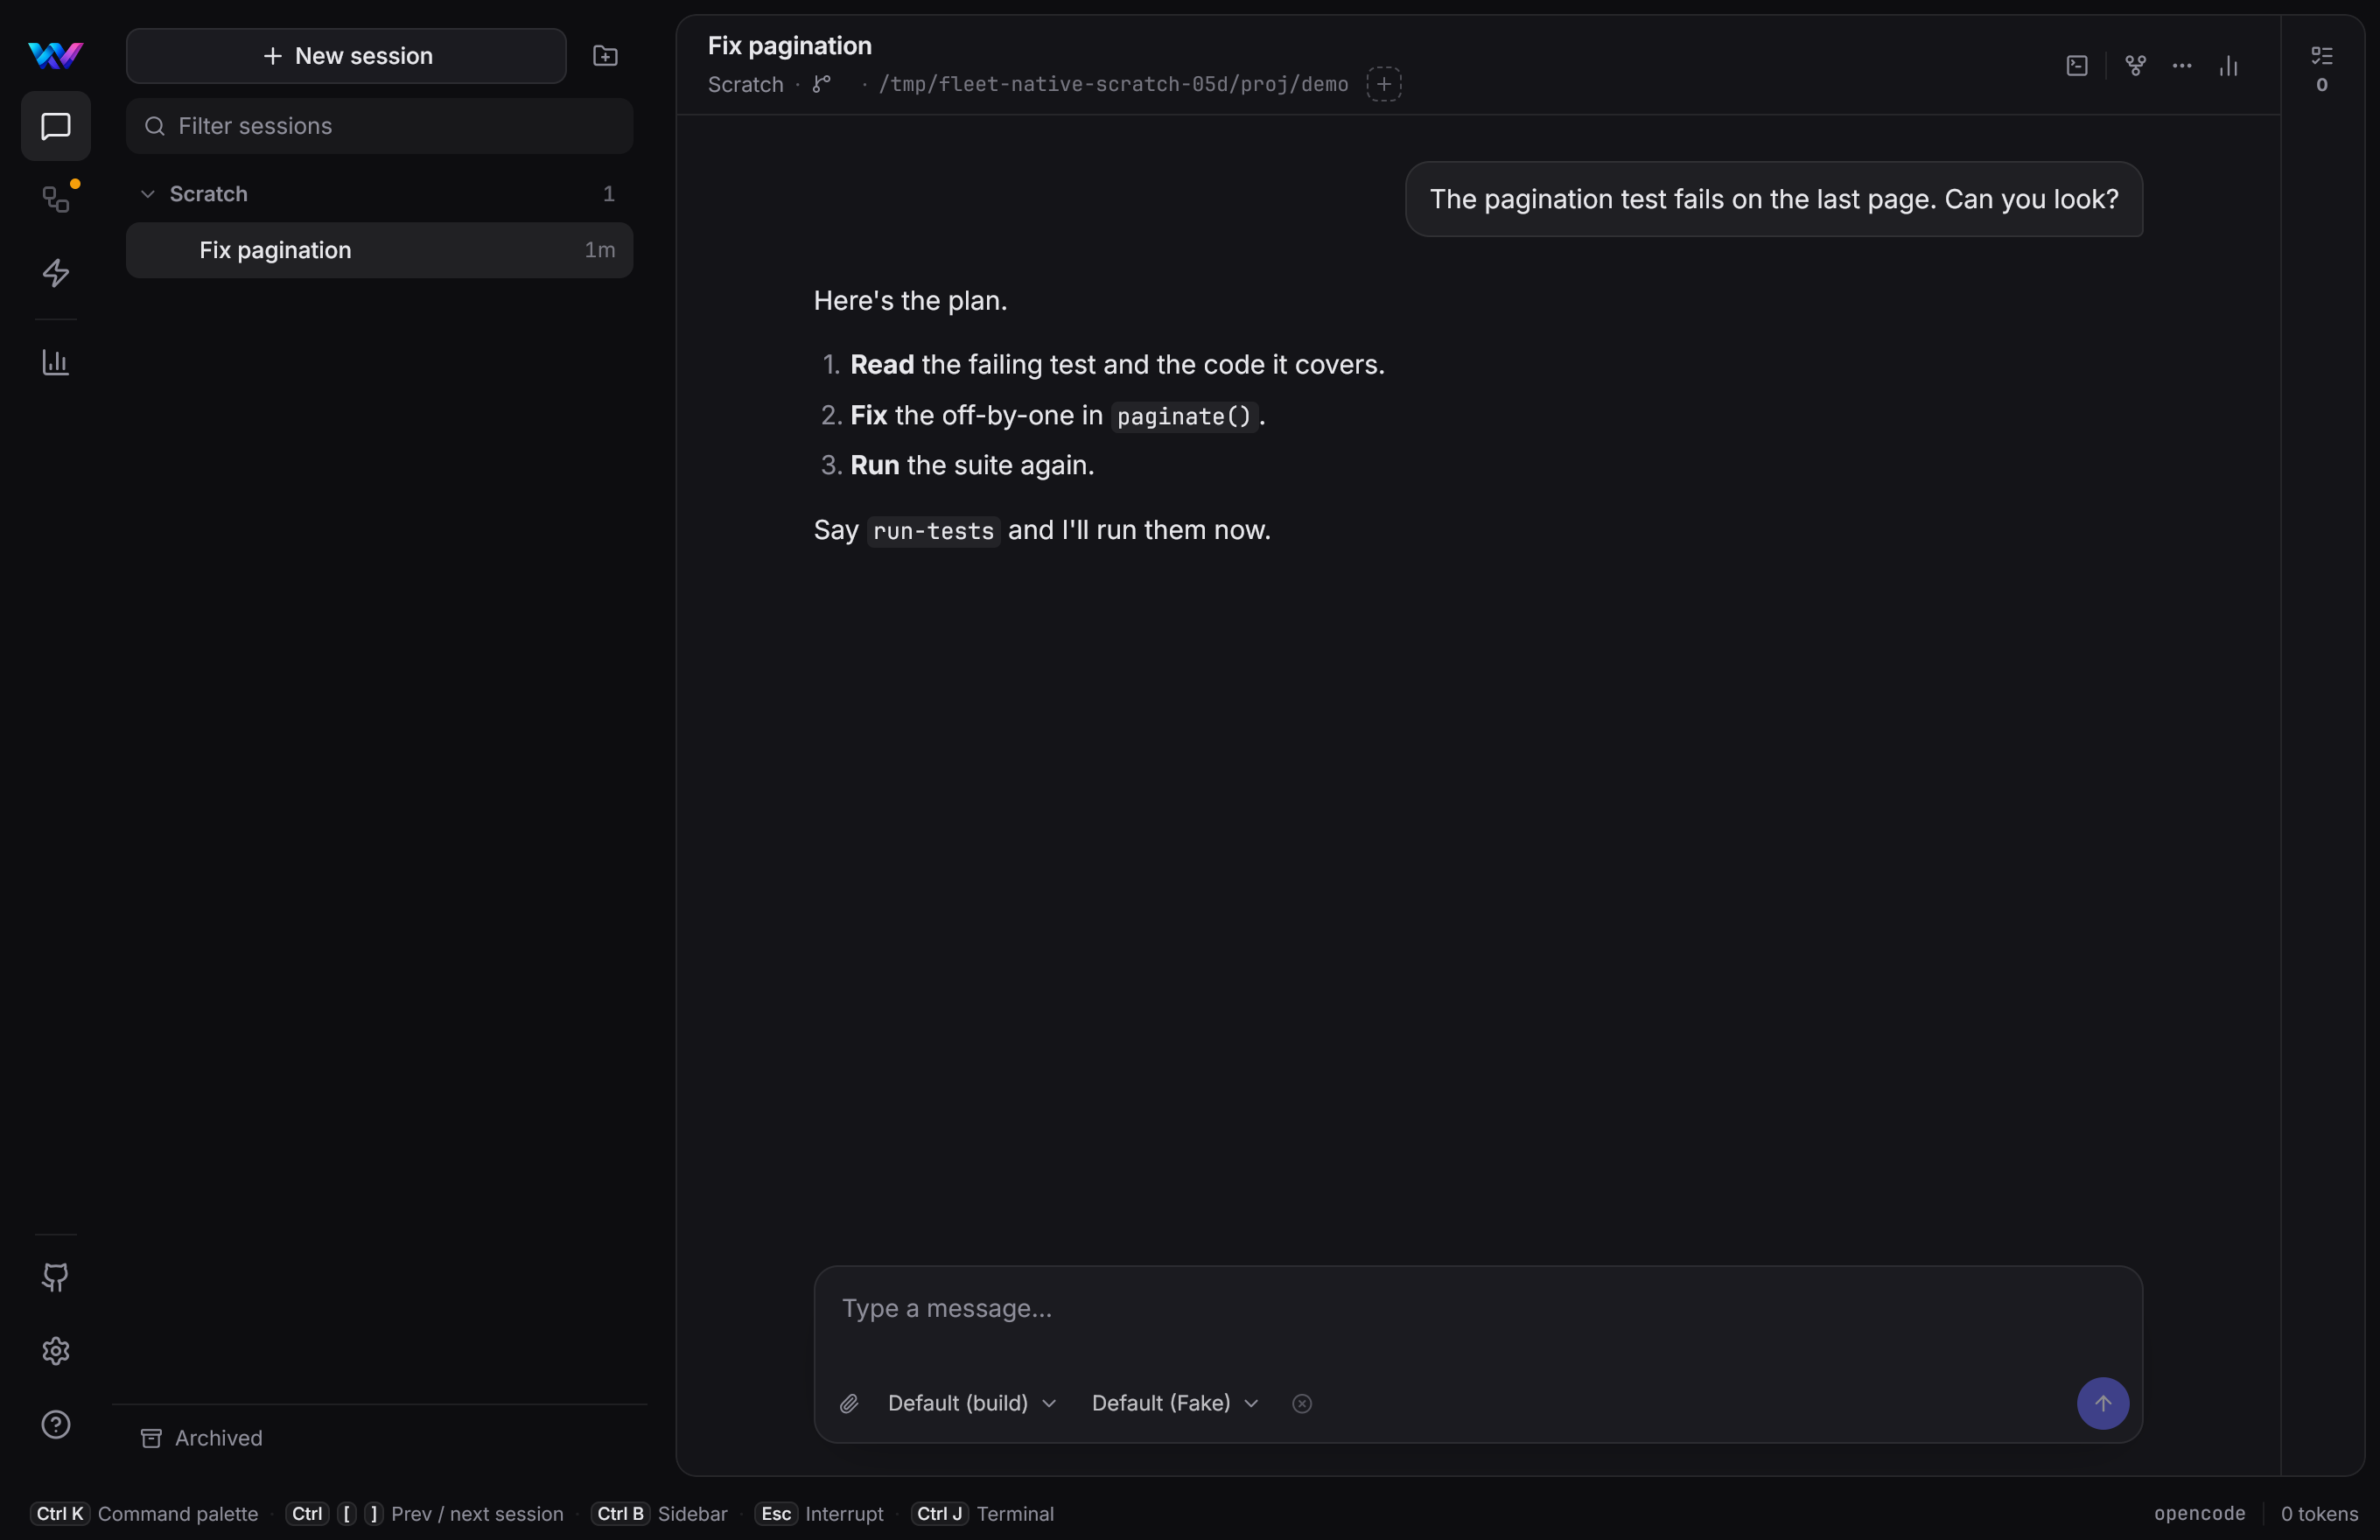 New session
Filter sessions
Scratch 1
Fix pagination 1m
Archived
Fix pagination
Scratch · · /tmp/fleet-native-scratch-05d/proj/demo
0
The pagination test fails on the last page. Can you look?
Here's the plan.
1. Read the failing test and the code it covers.
2. Fix the off-by-one in paginate().
3. Run the suite again.
Say run-tests and I'll run them now.
Type a message...
Default (build) Default (Fake)
Ctrl K Command palette · Ctrl [ ] Prev / next session · Ctrl B Sidebar · Esc Interrupt · Ctrl J Terminal
opencode 0 tokens